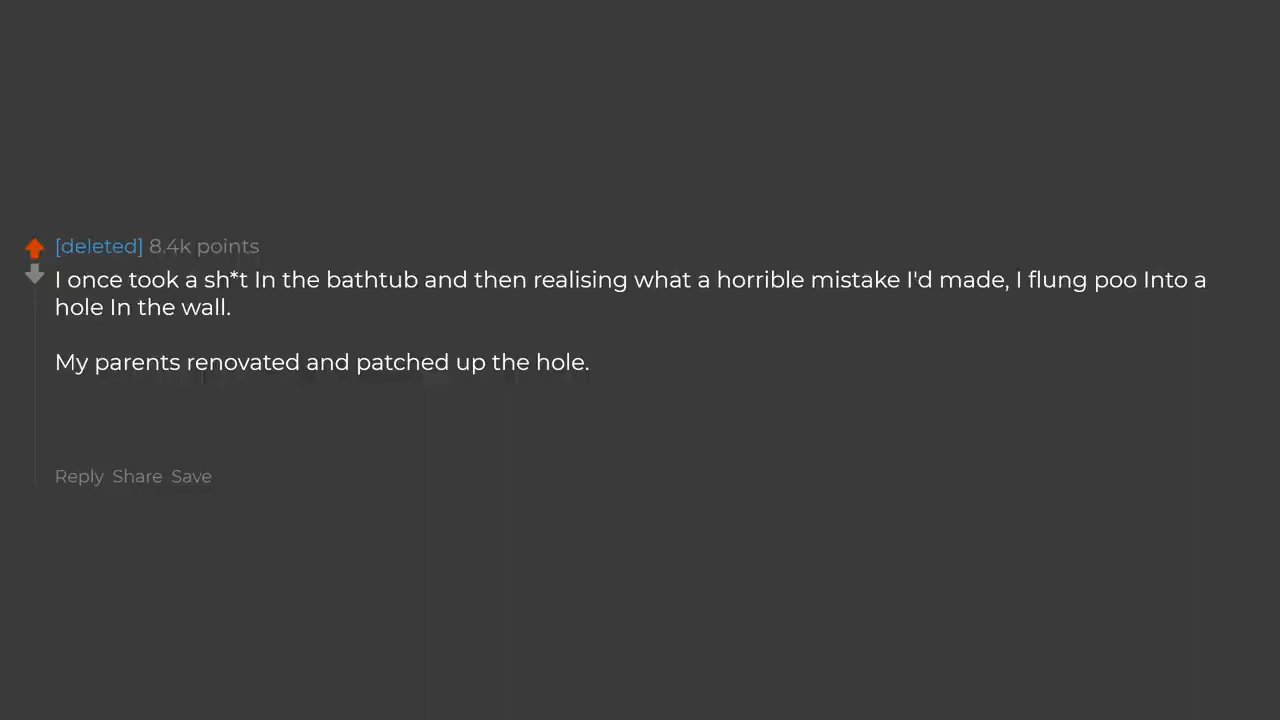 [deleted] 8.4k points
I once took a sh*t In the bathtub and then realising what a horrible mistake I'd made, I flung poo Into a
hole In the wall.
My parents renovated and patched up the hole.
Reply Share Save